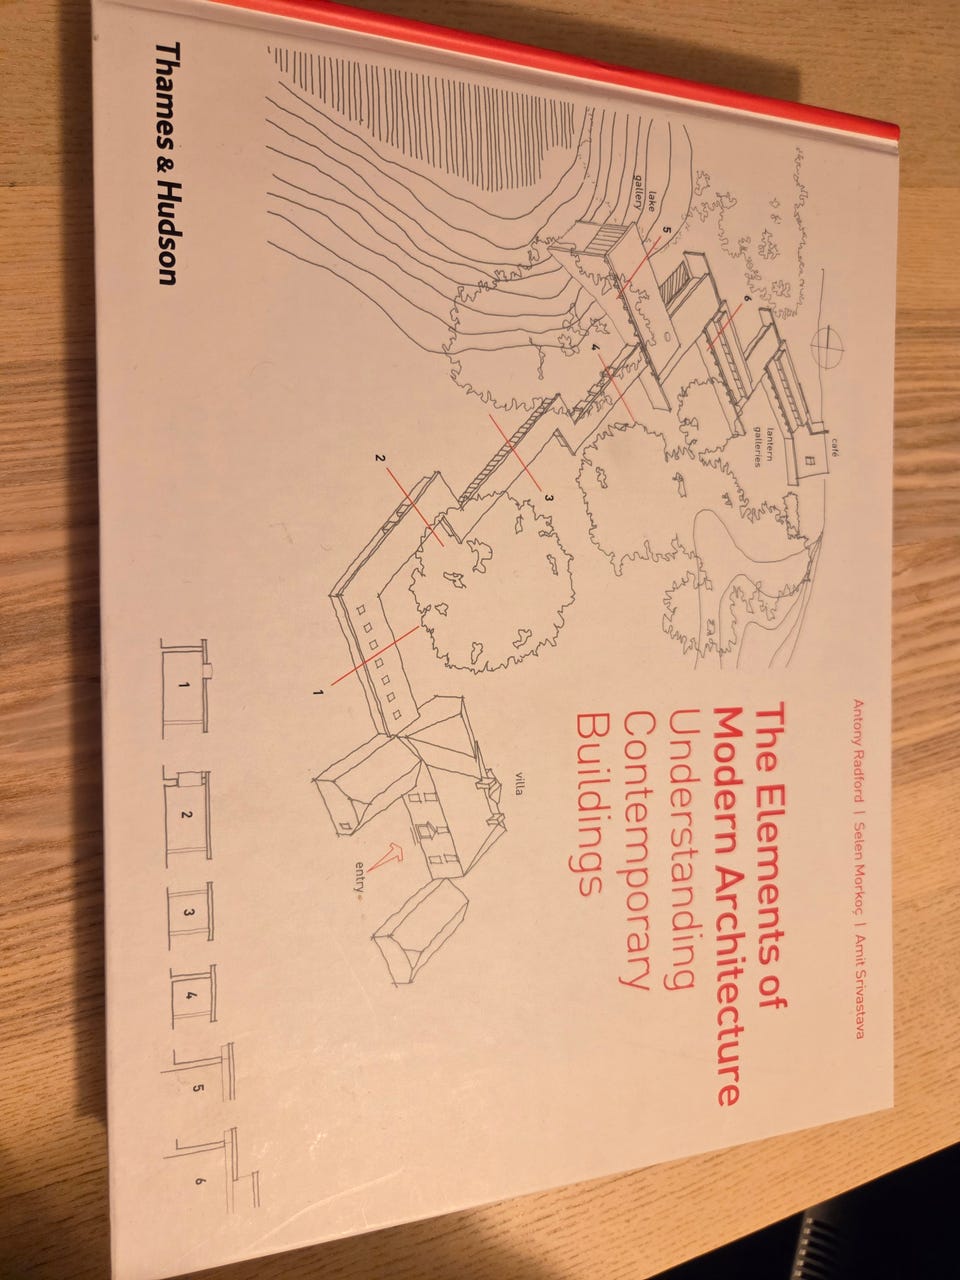 Antony Radford | Selen Morkoç | Amit Srivastava
The Elements of
Modern Architecture
Understanding
Contemporary
Buildings
café
lantern
galleries
6
lake
gallery
5
4
3
2
1
villa
entry
1
2
3
4
5
6
Thames & Hudson